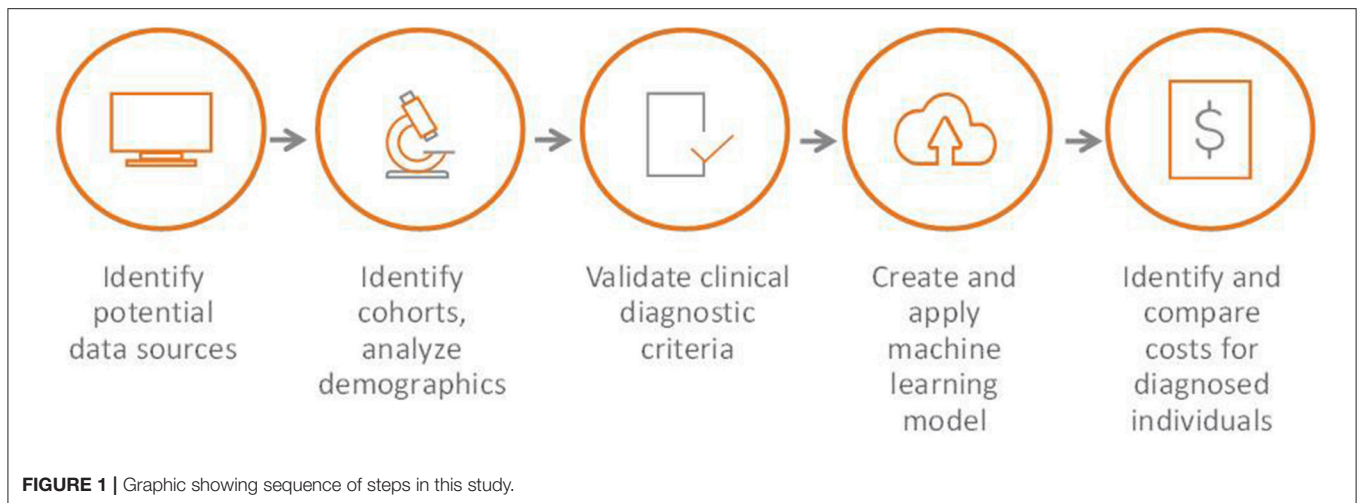 $
Identify
potential
data sources
Identify
cohorts,
analyze
demographics
Validate clinical
diagnostic
criteria
Create and
apply
machine
learning
model
Identify and
compare
costs for
diagnosed
individuals
FIGURE 1 | Graphic showing sequence of steps in this study.